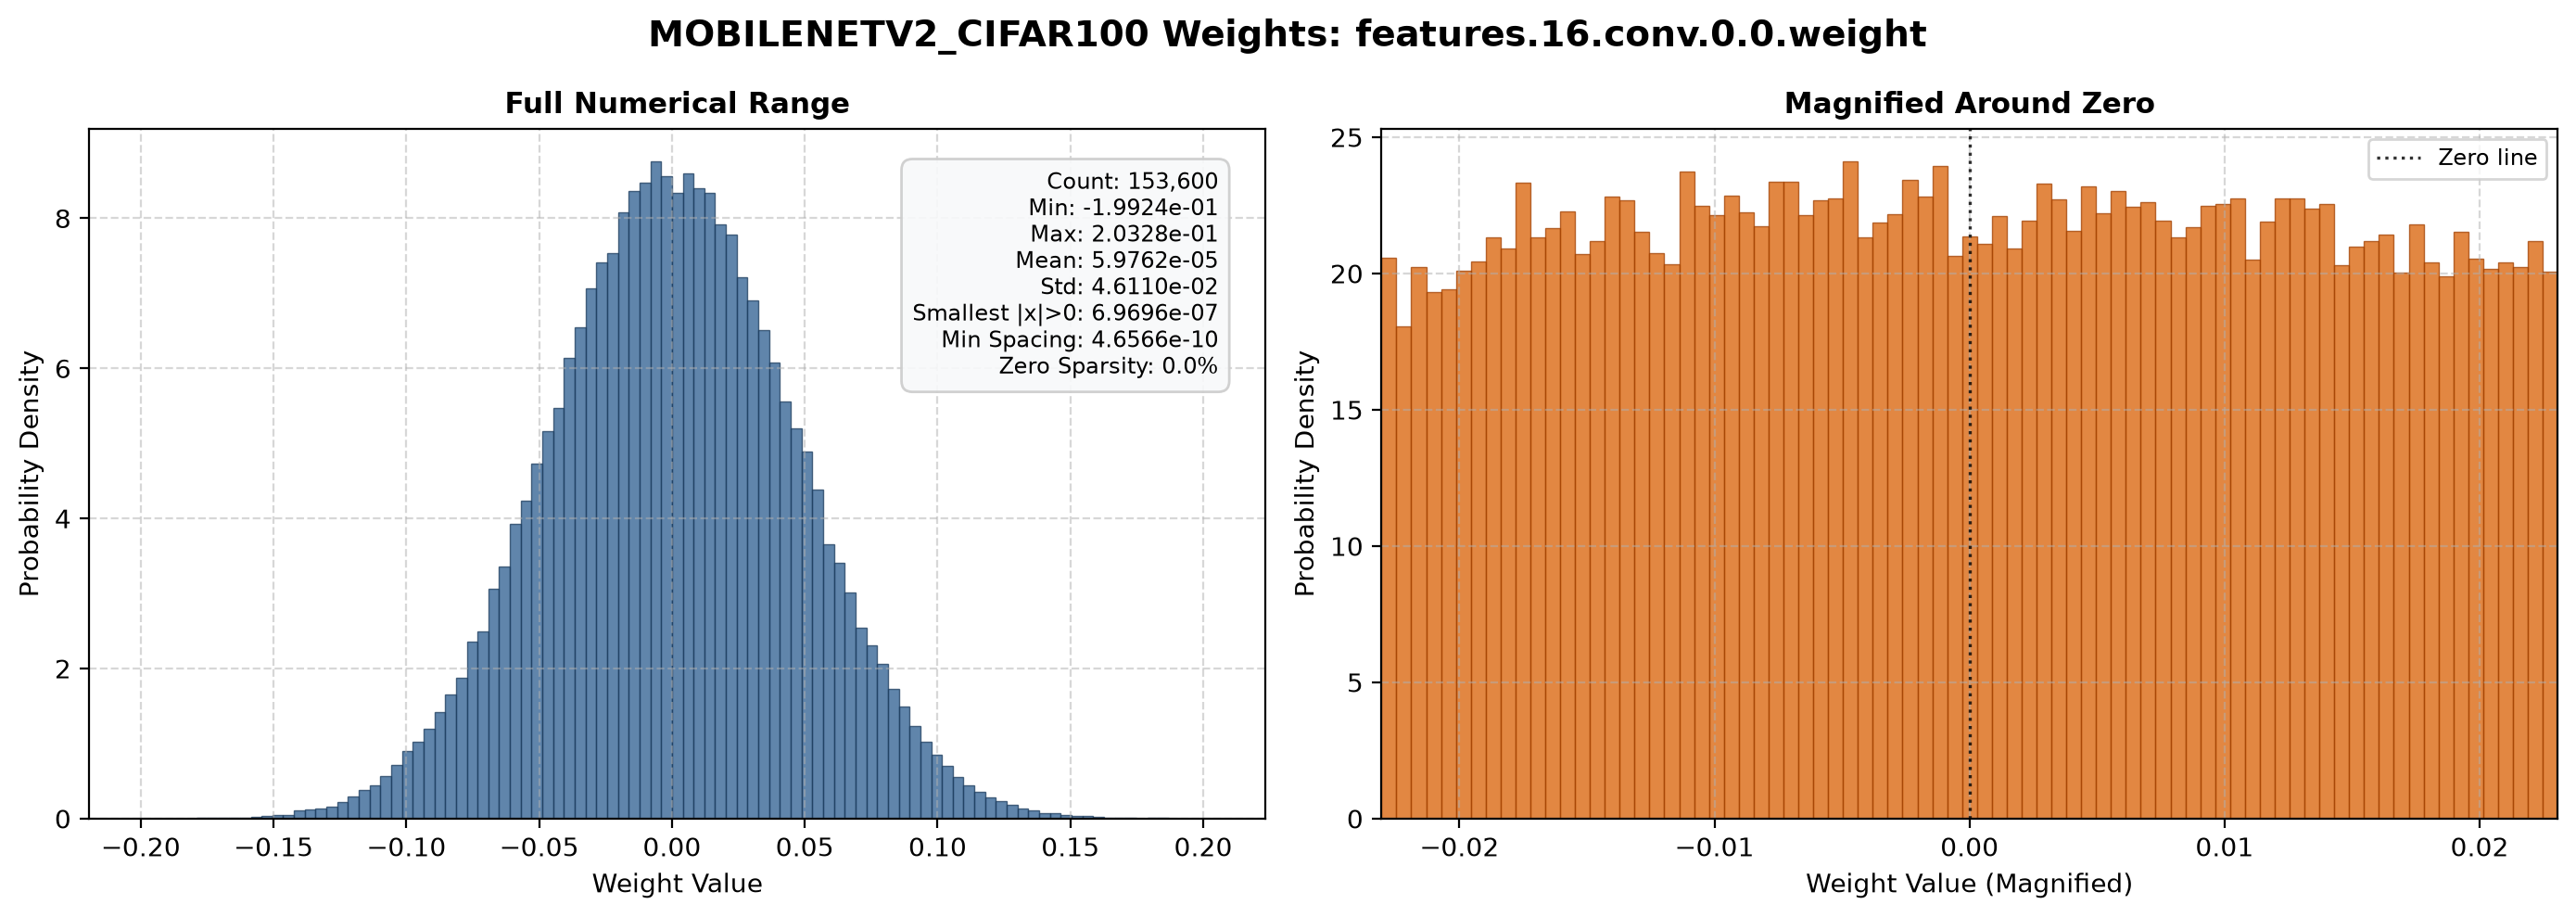 MOBILENETV2_CIFAR100 Weights: features.16.conv.0.0.weight
Full Numerical Range
Probability Density
8
6
4
2
0
Count: 153,600
Min: -1.9924e-01
Max: 2.0328e-01
Mean: 5.9762e-05
Std: 4.6110e-02
Smallest |x|>0: 6.9696e-07
Min Spacing: 4.6566e-10
Zero Sparsity: 0.0%
−0.20 −0.15 −0.10 −0.05 0.00 0.05 0.10 0.15 0.20
Weight Value
Magnified Around Zero
Probability Density
25
20
15
10
5
0
Zero line
−0.02 −0.01 0.00 0.01 0.02
Weight Value (Magnified)